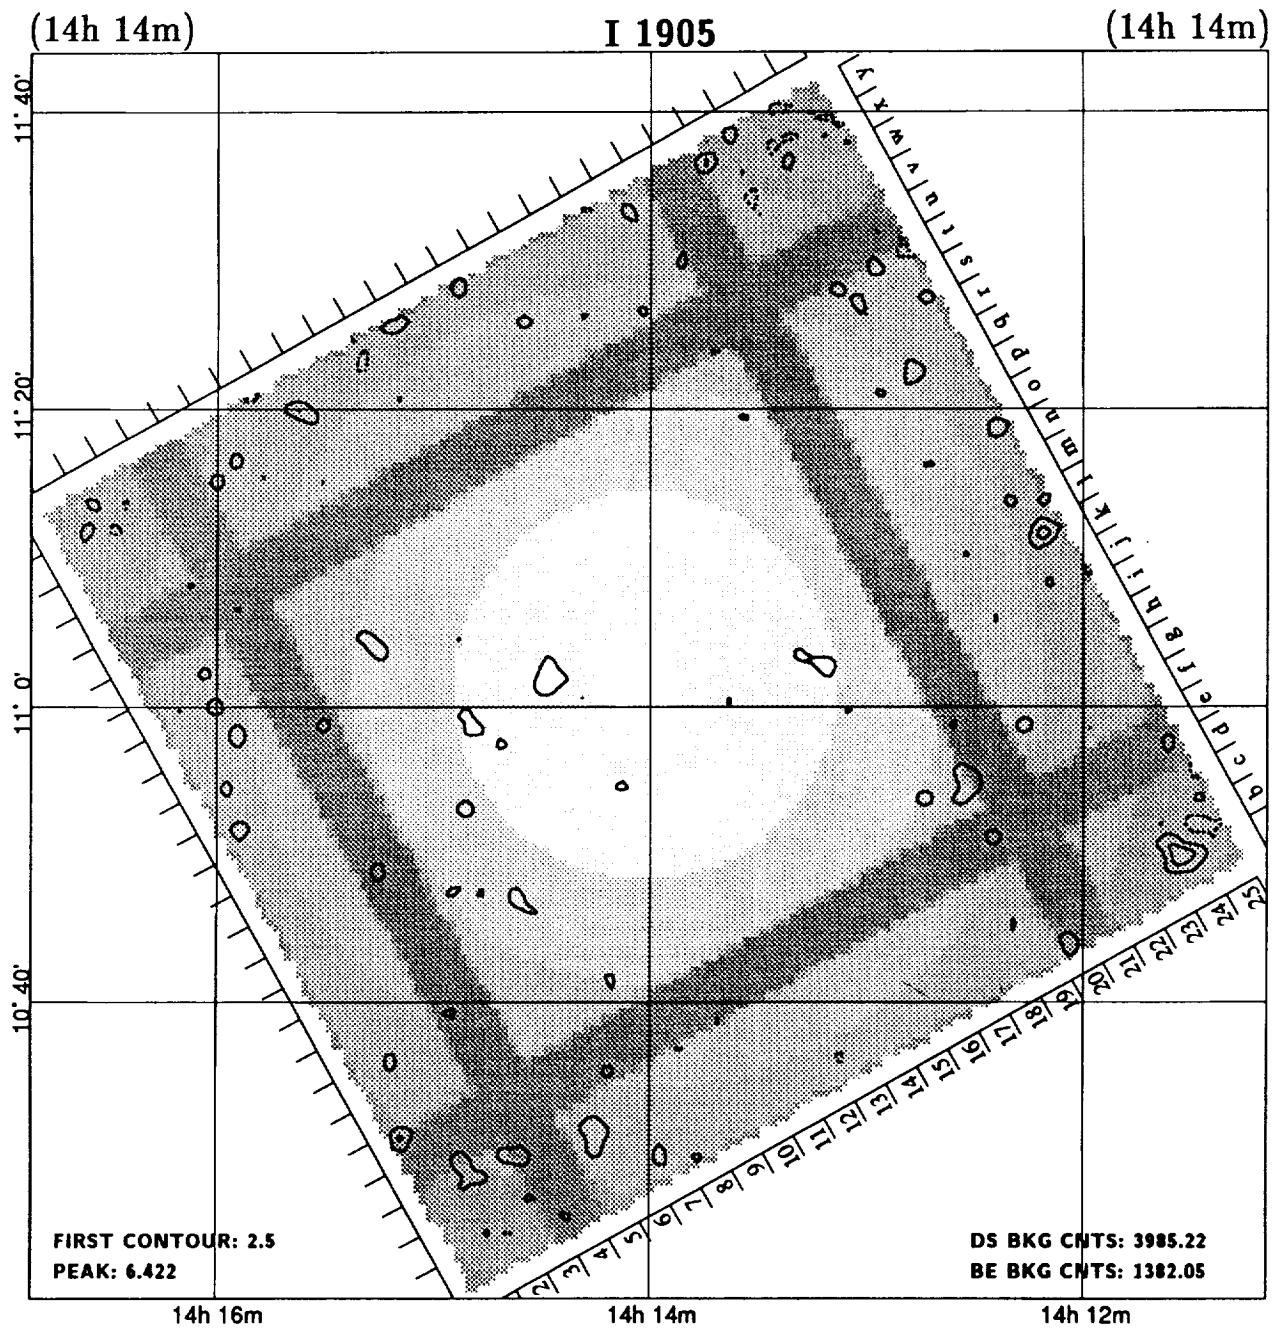 (14h 14m) I 1905 (14h 14m)
11° 40'
11° 20'
11° 0'
10° 40'
y x w v u t s r q p o n m l k j i h g f e d c b
2 3 4 5 6 7 8 9 10 11 12 13 14 15 16 17 18 19 20 21 22 23 24 25
FIRST CONTOUR: 2.5
PEAK: 6.422
DS BKG CNTS: 3985.22
BE BKG CNTS: 1382.05
14h 16m 14h 14m 14h 12m